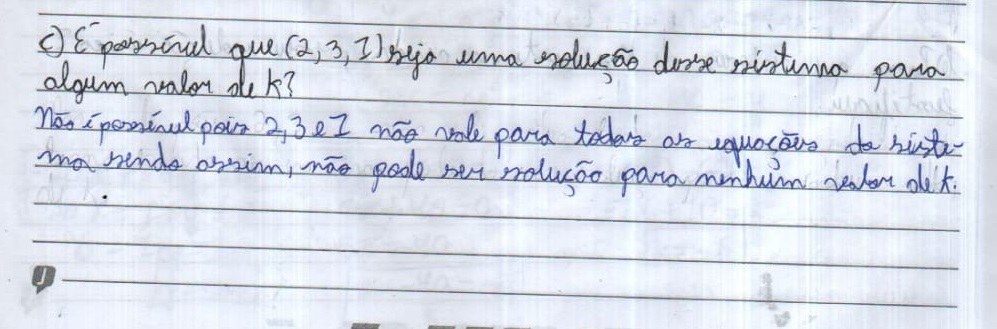 c) É possível que (2, 3, 1) seja uma solução desse sistema para
algum valor de k?
Não é possível pois 2, 3 e 1 não vale para todas as equações do siste-
ma sendo assim, não pode ser solução para nenhum valor de k.